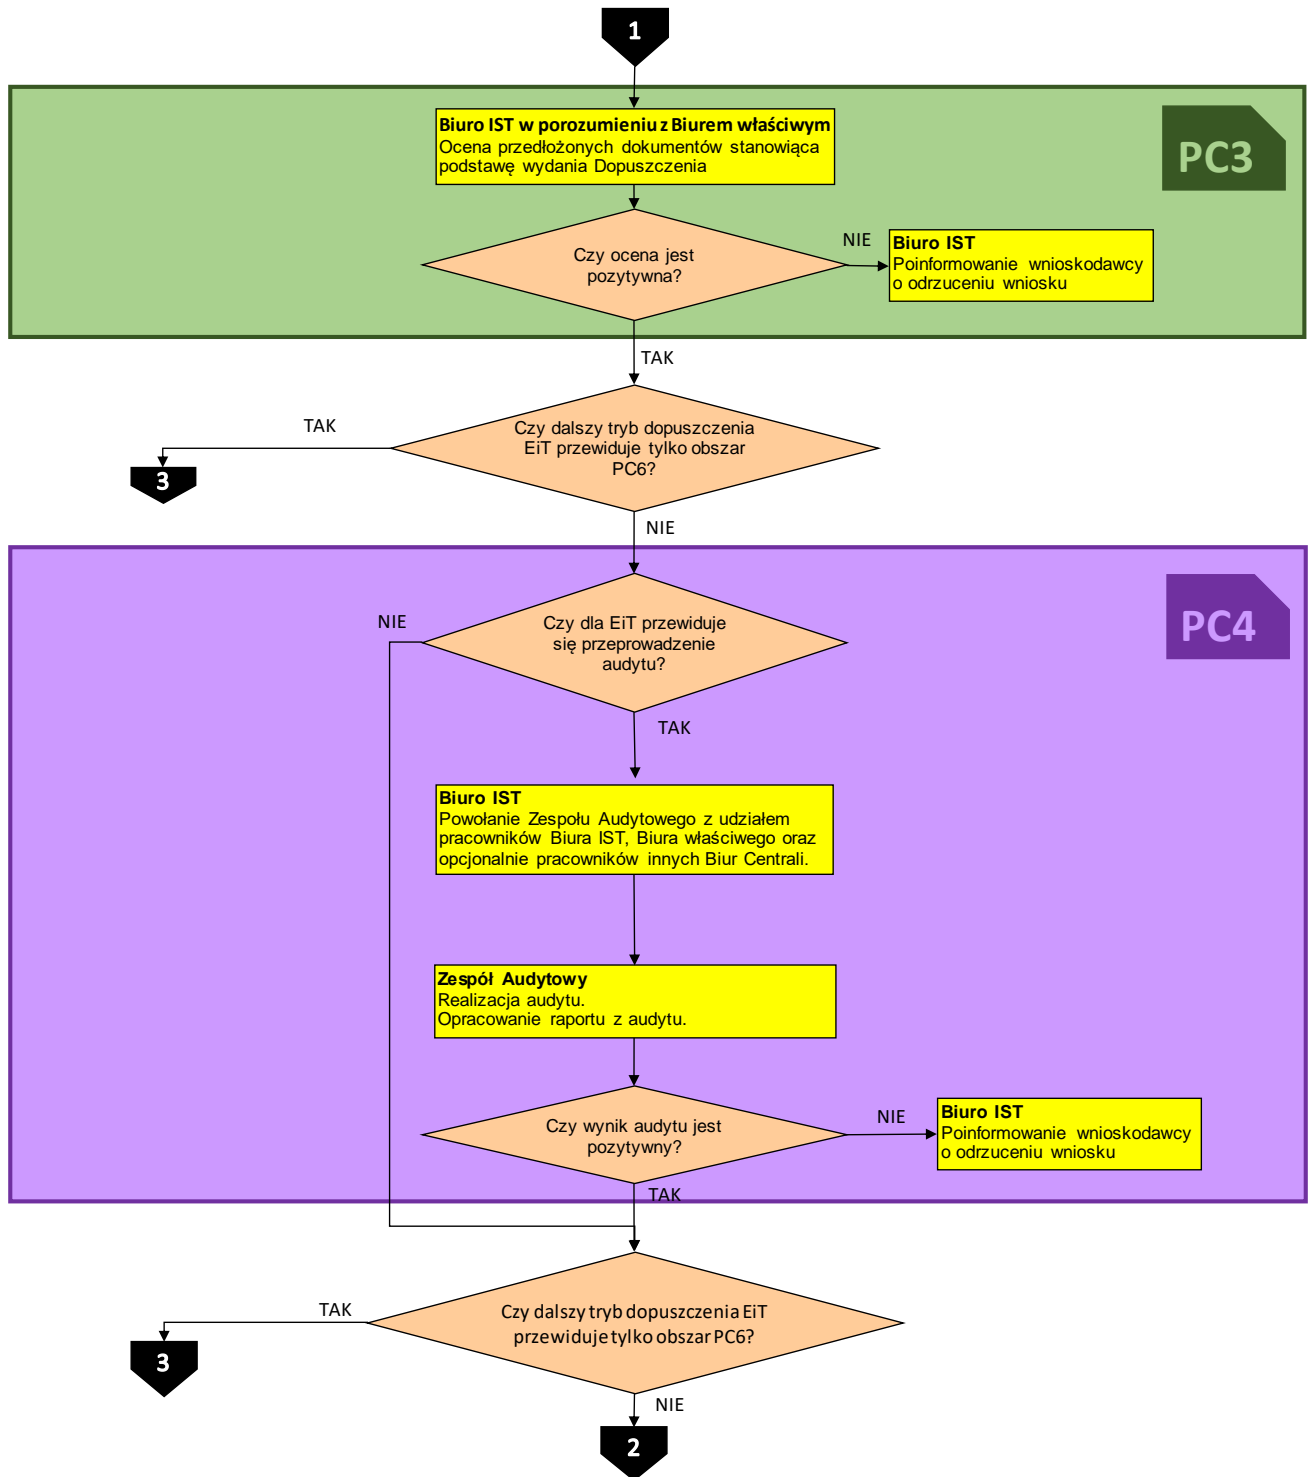 1
Biuro IST w porozumieniu z Biurem właściwym
Ocena przedłożonych dokumentów stanowiąca
podstawę wydania Dopuszczenia
PC3
Czy ocena jest
pozytywna?
NIE
Biuro IST
Poinformowanie wnioskodawcy
o odrzuceniu wniosku
TAK
Czy dalszy tryb dopuszczenia
EiT przewiduje tylko obszar
PC6?
TAK
3
NIE
PC4
Czy dla EiT przewiduje
się przeprowadzenie
audytu?
NIE
TAK
Biuro IST
Powołanie Zespołu Audytowego z udziałem
pracowników Biura IST, Biura właściwego oraz
opcjonalnie pracowników innych Biur Centrali.
Zespół Audytowy
Realizacja audytu.
Opracowanie raportu z audytu.
Czy wynik audytu jest
pozytywny?
NIE
Biuro IST
Poinformowanie wnioskodawcy
o odrzuceniu wniosku
TAK
Czy dalszy tryb dopuszczenia EiT
przewiduje tylko obszar PC6?
TAK
3
NIE
2